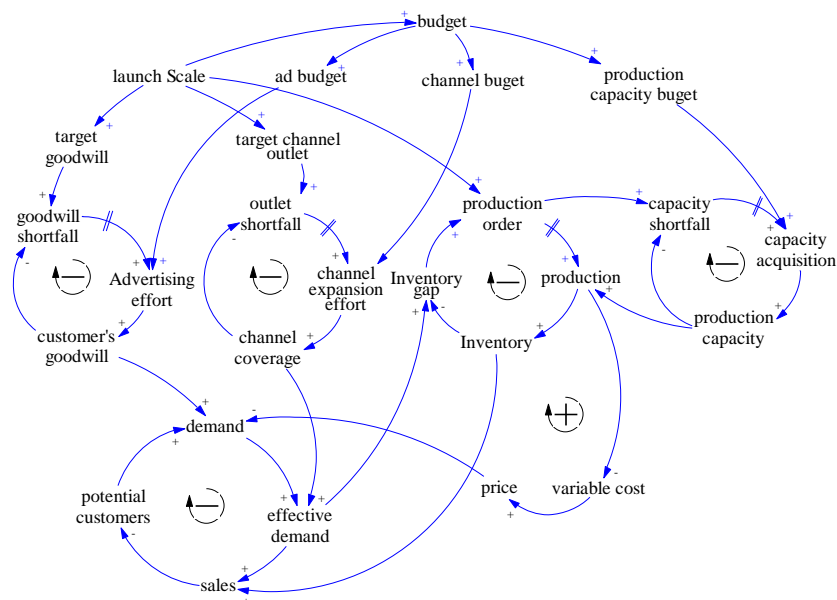 budget
launch Scale
ad budget
channel buget
production
capacity buget
target
goodwill
target channel
outlet
goodwill
shortfall
outlet
shortfall
production
order
capacity
shortfall
capacity
acquisition
Advertising
effort
channel
expansion
effort
Inventory
gap
production
customer's
goodwill
channel
coverage
Inventory
production
capacity
demand
potential
customers
effective
demand
price
variable cost
sales